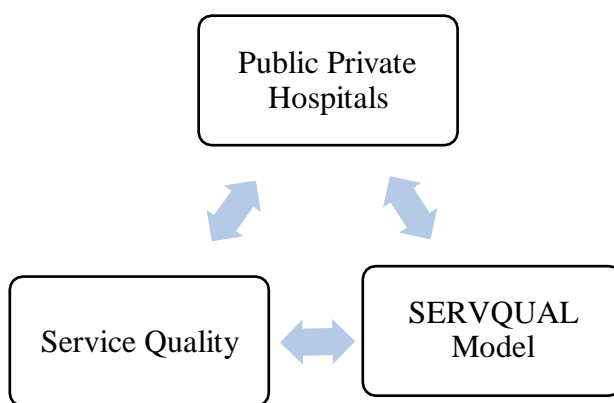 Public Private
Hospitals
Service Quality
SERVQUAL
Model